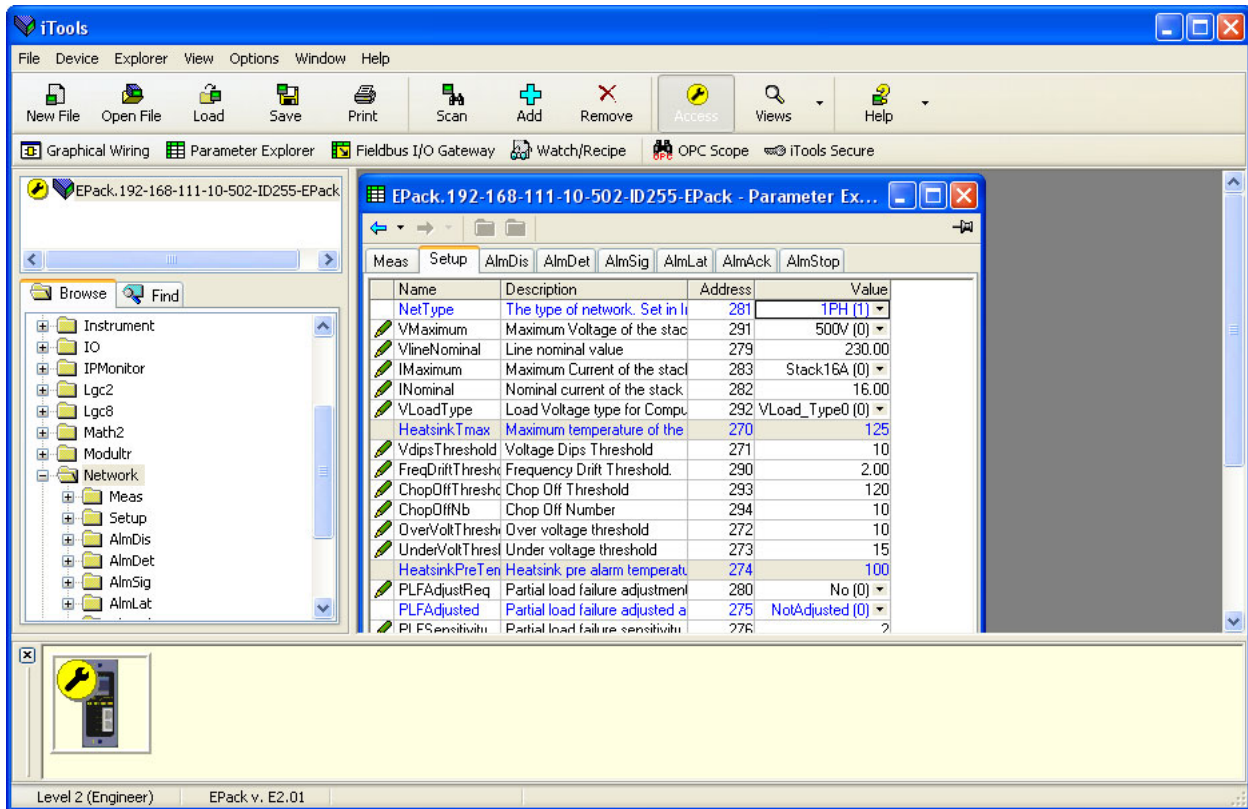 iTools
File Device Explorer View Options Window Help
New File Open File Load Save Print Scan Add Remove Access Views Help
Graphical Wiring Parameter Explorer Fieldbus I/O Gateway Watch/Recipe OPC Scope iTools Secure
EPack.192-168-111-10-502-ID255-EPack
Browse Find
Instrument
IO
IPMonitor
Lgc2
Lgc8
Math2
Modultr
Network
Meas
Setup
AlmDis
AlmDet
AlmSig
AlmLat
EPack.192-168-111-10-502-ID255-EPack - Parameter Ex...
Meas Setup AlmDis AlmDet AlmSig AlmLat AlmAck AlmStop
Name Description Address Value
NetType The type of network. Set in 281 1PH (1)
VMaximum Maximum Voltage of the stac 291 500V (0)
VlineNominal Line nominal value 279 230.00
IMaximum Maximum Current of the stacl 283 Stack16A (0)
INominal Nominal current of the stack 282 16.00
VLoadType Load Voltage type for Compu 292 VLoad_Type0 (0)
HeatsinkTmax Maximum temperature of the 270 125
VdipsThreshold Voltage Dips Threshold 271 10
FreqDriftThresho Frequency Drift Threshold. 290 2.00
ChopOffThresho Chop Off Threshold 293 120
ChopOffNb Chop Off Number 294 10
OverVoltThresh Over voltage threshold 272 10
UnderVoltThresl Under voltage threshold 273 15
HeatsinkPreTen Heatsink pre alarm temperatu 274 100
PLFAdjustReq Partial load failure adjustment 280 No (0)
PLFAdjusted Partial load failure adjusted a 275 NotAdjusted (0)
PLFSensitivity Partial load failure sensitivity 276 2
Level 2 (Engineer) EPack v. E2.01